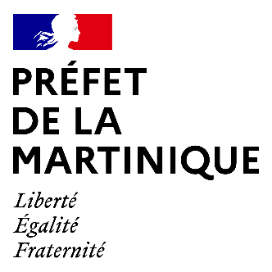 PRÉFET
DE LA
MARTINIQUE
Liberté
Égalité
Fraternité